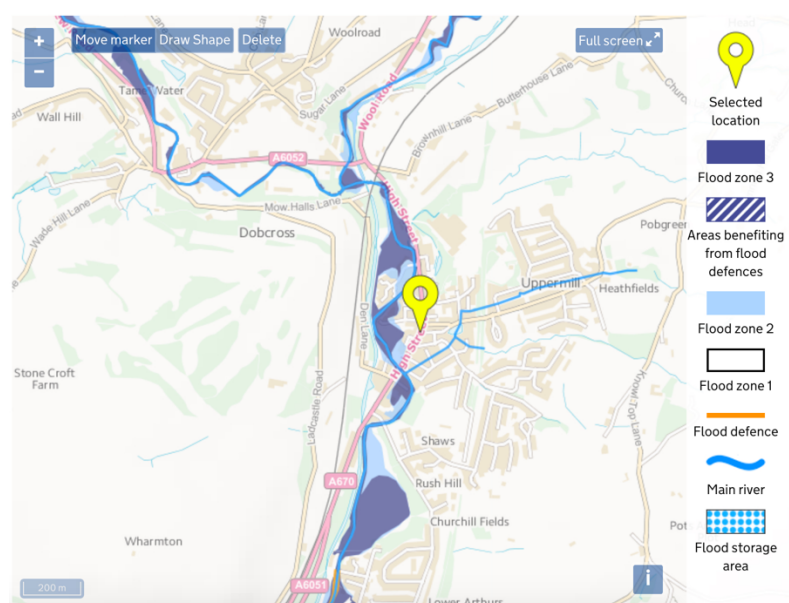 +
−
Move marker
Draw Shape
Delete
Woolroad
Full screen
Tame Water
Sugar Lane
Wool Road
Butterhouse Lane
Wall Hill
Brownhill Lane
A6052
Wade Hill Lane
Mow Halls Lane
High Street
Dobcross
Pobgreen
Uppermill
Heathfields
Den Lane
High Street
Stone Croft
Farm
Ladcastle Road
Know Top Lane
Shaws
A670
Rush Hill
Churchill Fields
Wharmton
200 m
A6051
i
Selected
location
Flood zone 3
Areas benefiting
from flood
defences
Flood zone 2
Flood zone 1
Flood defence
Main river
Flood storage
area